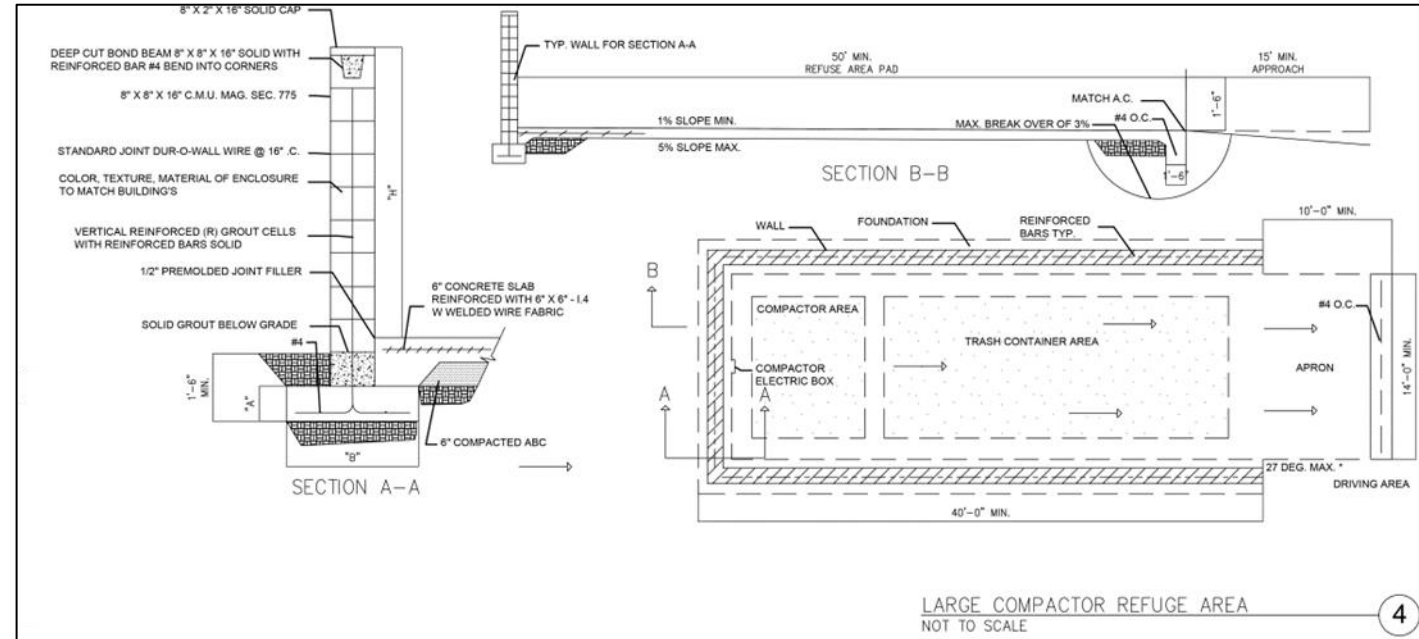 8" X 2" X 16" SOLID CAP
DEEP CUT BOND BEAM 8" X 8" X 16" SOLID WITH
REINFORCED BAR #4 BEND INTO CORNERS
8" X 8" X 16" C.M.U. MAG. SEC. 775
STANDARD JOINT DUR-O-WALL WIRE @ 16" .C.
COLOR, TEXTURE, MATERIAL OF ENCLOSURE
TO MATCH BUILDING'S
VERTICAL REINFORCED (R) GROUT CELLS
WITH REINFORCED BARS SOLID
1/2" PREMOLDED JOINT FILLER
SOLID GROUT BELOW GRADE
#4
1'-6"
MIN.
"A"
"B"
"H"
6" CONCRETE SLAB
REINFORCED WITH 6" X 6" - I.4
W WELDED WIRE FABRIC
6" COMPACTED ABC
SECTION A-A
TYP. WALL FOR SECTION A-A
50' MIN.
REFUSE AREA PAD
15' MIN.
APPROACH
MATCH A.C.
1'-6"
1% SLOPE MIN.
MAX. BREAK OVER OF 3%
#4 O.C.
5% SLOPE MAX.
1'-6"
SECTION B-B
10'-0" MIN.
WALL
FOUNDATION
REINFORCED
BARS TYP.
B
COMPACTOR AREA
TRASH CONTAINER AREA
#4 O.C.
COMPACTOR
ELECTRIC BOX
APRON
14'-0" MIN.
A
A
27 DEG. MAX. *
DRIVING AREA
40'-0" MIN.
LARGE COMPACTOR REFUGE AREA
NOT TO SCALE
4